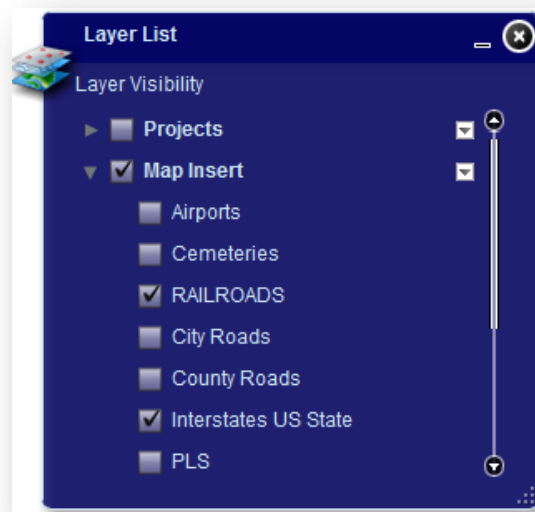 Layer List
Layer Visibility
Projects
Map Insert
Airports
Cemeteries
RAILROADS
City Roads
County Roads
Interstates US State
PLS